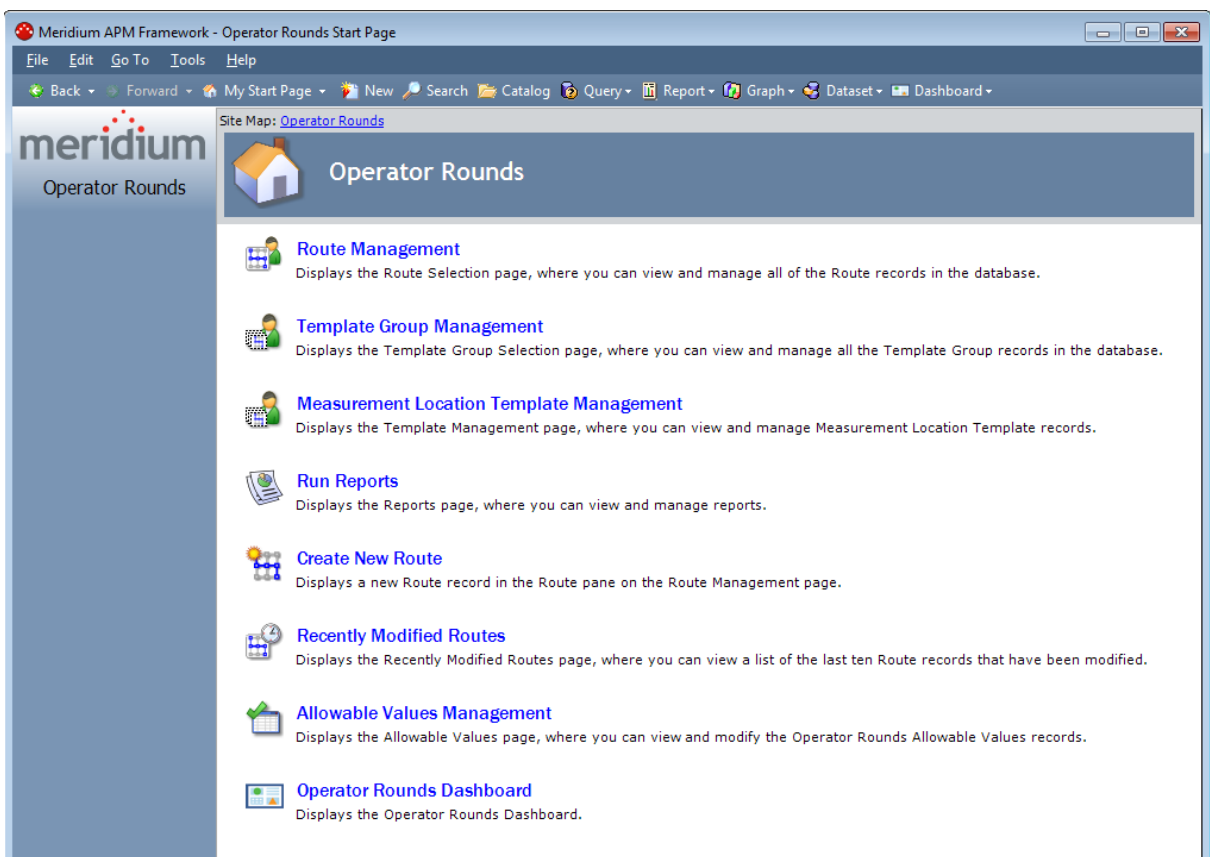 Meridium APM Framework - Operator Rounds Start Page
File Edit Go To Tools Help
Back Forward My Start Page New Search Catalog Query Report Graph Dataset Dashboard
Site Map: Operator Rounds
meridium
Operator Rounds
Operator Rounds
Route Management
Displays the Route Selection page, where you can view and manage all of the Route records in the database.
Template Group Management
Displays the Template Group Selection page, where you can view and manage all the Template Group records in the database.
Measurement Location Template Management
Displays the Template Management page, where you can view and manage Measurement Location Template records.
Run Reports
Displays the Reports page, where you can view and manage reports.
Create New Route
Displays a new Route record in the Route pane on the Route Management page.
Recently Modified Routes
Displays the Recently Modified Routes page, where you can view a list of the last ten Route records that have been modified.
Allowable Values Management
Displays the Allowable Values page, where you can view and modify the Operator Rounds Allowable Values records.
Operator Rounds Dashboard
Displays the Operator Rounds Dashboard.